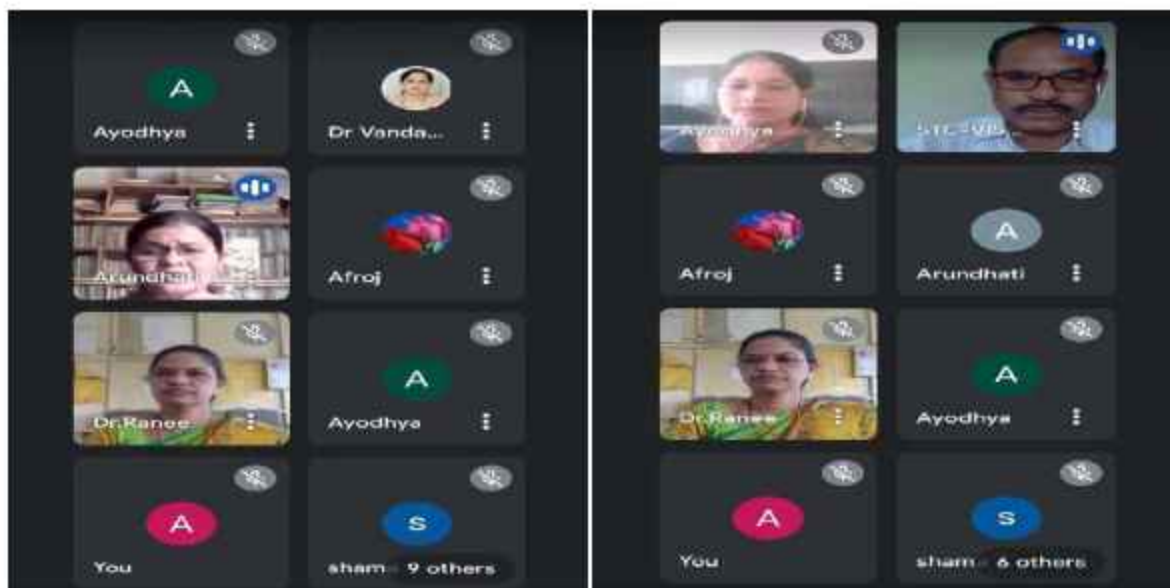 A
Ayodhya
Dr Vanda...
Arundhati
Afroj
Dr.Ranee
A
Ayodhya
A
You
S
sham 9 others
Ayodhya
Afroj
A
Arundhati
Dr.Ranee
A
Ayodhya
A
You
S
sham 6 others